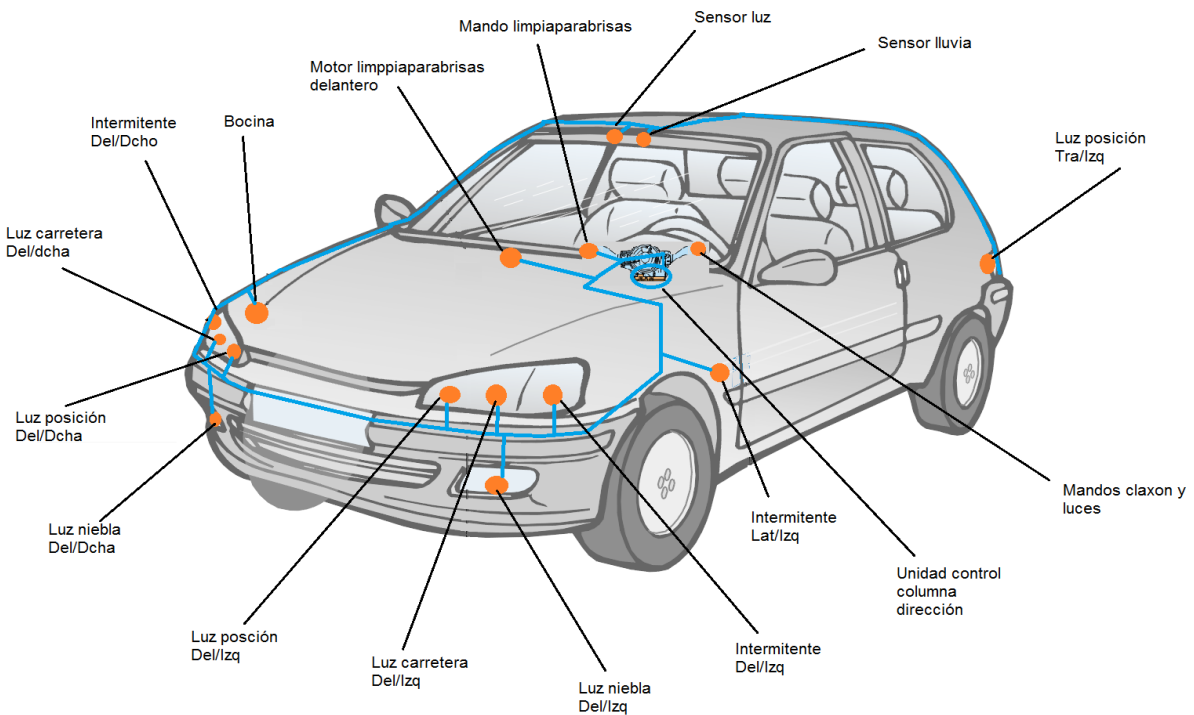 Sensor luz
Mando limpiaparabrisas
Sensor lluvia
Motor limppiaparabrisas
delantero
Intermitente
Del/Dcho
Bocina
Luz posición
Tra/Izq
Luz carretera
Del/dcha
Luz posición
Del/Dcha
Luz niebla
Del/Dcha
Mandos claxon y
luces
Intermitente
Lat/Izq
Unidad control
columna
dirección
Luz posción
Del/Izq
Luz carretera
Del/Izq
Intermitente
Del/Izq
Luz niebla
Del/Izq